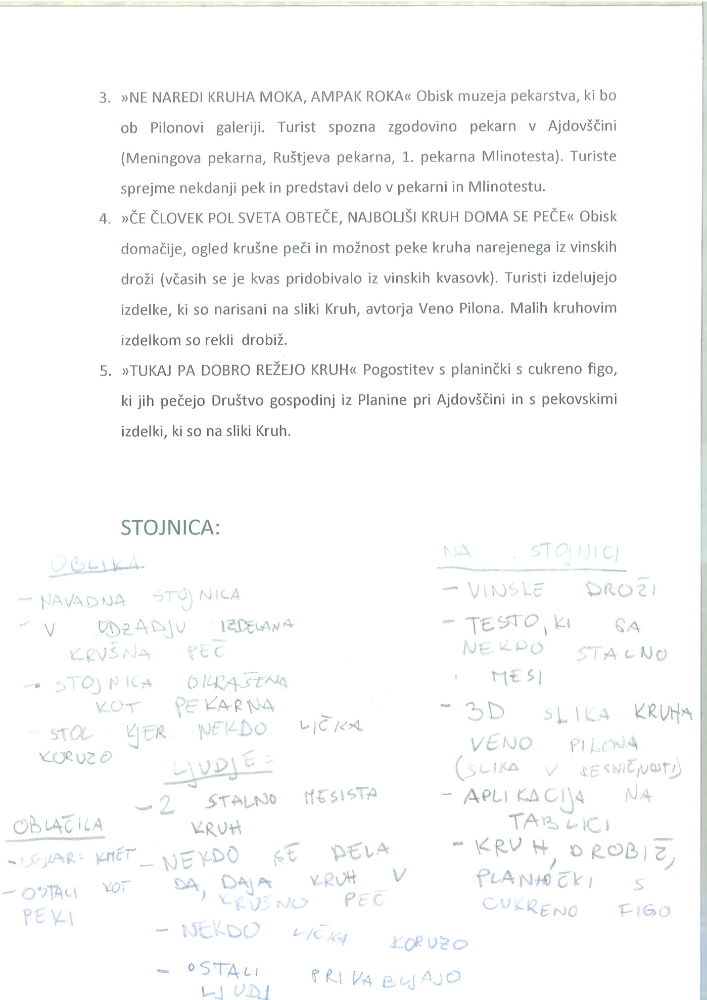 3. »NE NAREDI KRUHA MOKA, AMPAK ROKA« Obisk muzeja pekarstva, ki bo
ob Pilonovi galeriji. Turist spozna zgodovino pekarn v Ajdovščini
(Meningova pekarna, Ruštjeva pekarna, 1. pekarna Mlinotesta). Turiste
sprejme nekdanji pek in predstavi delo v pekarni in Mlinotestu.
4. »ČE ČLOVEK POL SVETA OBTEČE, NAJBOLJŠI KRUH DOMA SE PEČE« Obisk
domačije, ogled krušne peči in možnost peke kruha narejenega iz vinskih
droži (včasih se je kvas pridobivalo iz vinskih kvasovk). Turisti izdelujejo
izdelke, ki so narisani na sliki Kruh, avtorja Veno Pilona. Malih kruhovim
izdelkom so rekli drobiž.
5. »TUKAJ PA DOBRO REŽEJO KRUH« Pogostitev s planinčki s cukreno figo,
ki jih pečejo Društvo gospodinj iz Planine pri Ajdovščini in s pekovskimi
izdelki, ki so na sliki Kruh.
STOJNICA:
OBLIKA
- NAVADNA STOJNICA
- V ODZADJU IZDELANA
KRUŠNA PEČ
- STOJNICA OKRAŠENA
KOT PEKARNA
- STOL KJER NEKDO LIČKA
KORUZO
LJUDJE:
- 2 STALNO MESISTA
KRUH
- NEKDO SE DELA
DA, DAJA KRUH V
KRUŠNO PEČ
- NEKDO LIČKA KORUZO
- OSTALI PRIVABLJAJO
LJUDI
OBLAČILA
KMET
- OSTALI KOT
PEKI
NA STOJNICI
- VINSKE DROŽI
- TESTO, KI GA
NEKDO STALNO
MESI
- 3D SLIKA KRUHA
VENO PILONA
(SLIKA V RESNIČNOSTI)
- APLIKACIJA NA
TABLICI
- KRUH, DROBIŽ,
PLANINČKI S
CUKRENO FIGO